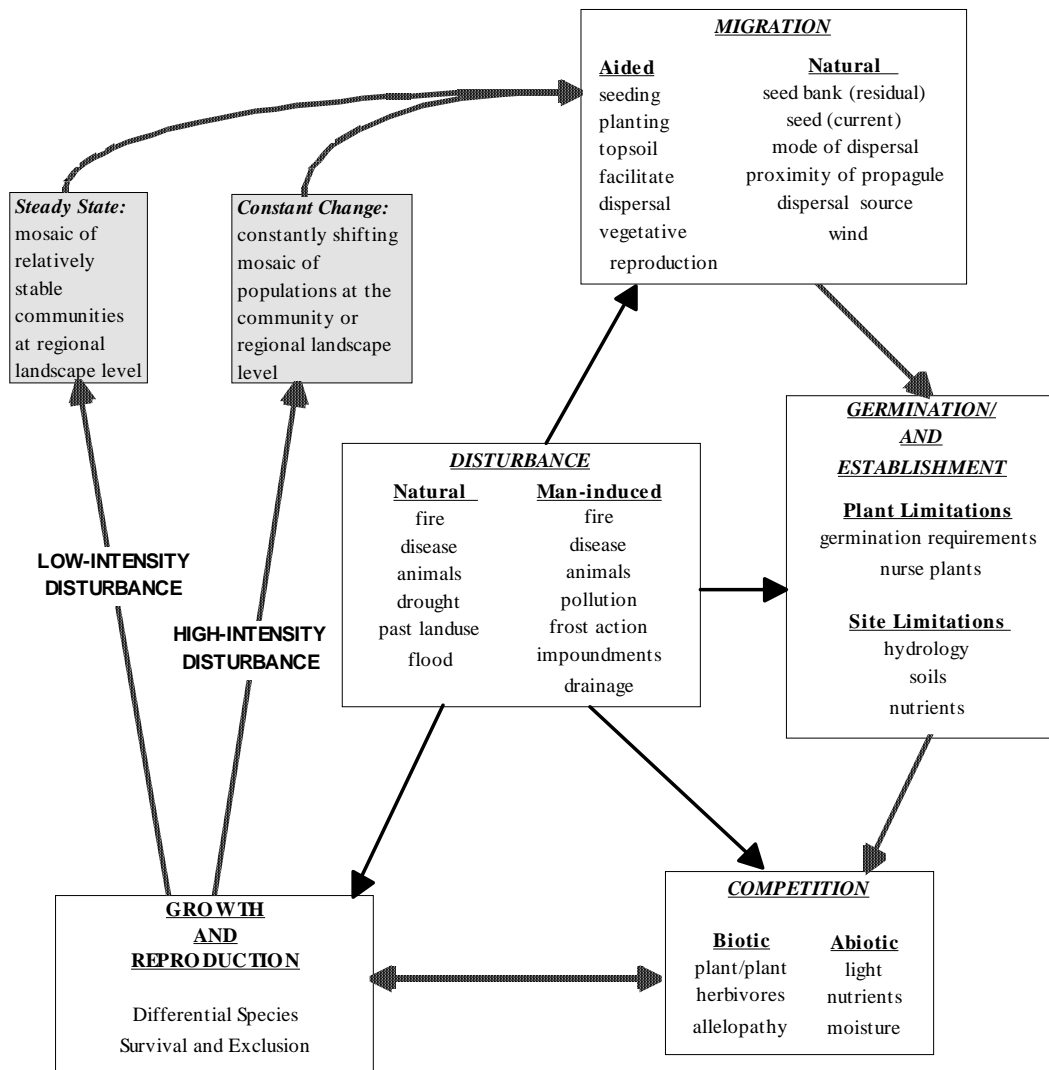 MIGRATION
Aided
seeding
planting
topsoil
facilitate
dispersal
vegetative
reproduction
Natural
seed bank (residual)
seed (current)
mode of dispersal
proximity of propagule
dispersal source
wind
Steady State:
mosaic of
relatively
stable
communities
at regional
landscape level
Constant Change:
constantly shifting
mosaic of
populations at the
community or
regional landscape
level
GERMINATION/
AND
ESTABLISHMENT
Plant Limitations
germination requirements
nurse plants
Site Limitations
hydrology
soils
nutrients
DISTURBANCE
Natural
fire
disease
animals
drought
past landuse
flood
Man-induced
fire
disease
animals
pollution
frost action
impoundments
drainage
LOW-INTENSITY
DISTURBANCE
HIGH-INTENSITY
DISTURBANCE
GROWTH
AND
REPRODUCTION
Differential Species
Survival and Exclusion
COMPETITION
Biotic
plant/plant
herbivores
allelopathy
Abiotic
light
nutrients
moisture